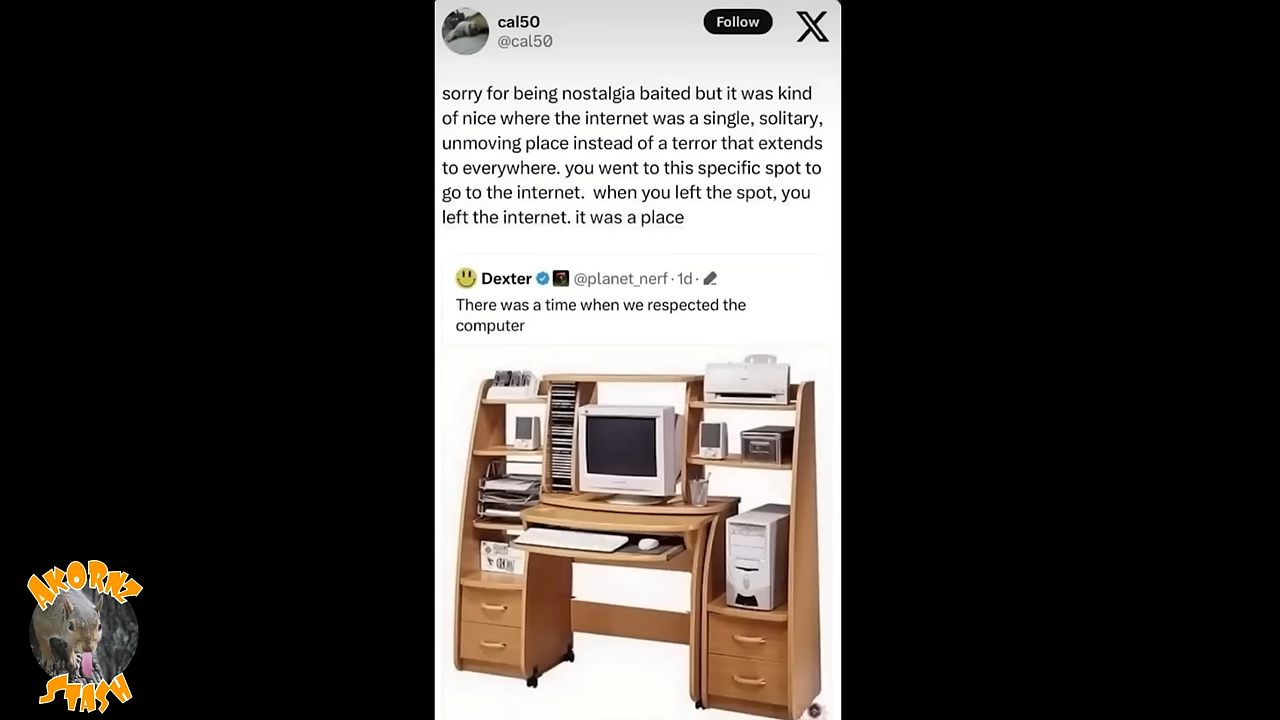 cal50
Follow
X
@cal50
sorry for being nostalgia baited but it was kind
of nice where the internet was a single, solitary,
unmoving place instead of a terror that extends
to everywhere. you went to this specific spot to
go to the internet.  when you left the spot, you
left the internet. it was a place
Dexter @planet_nerf · 1d ·
There was a time when we respected the
computer
AKORNZ
STASH